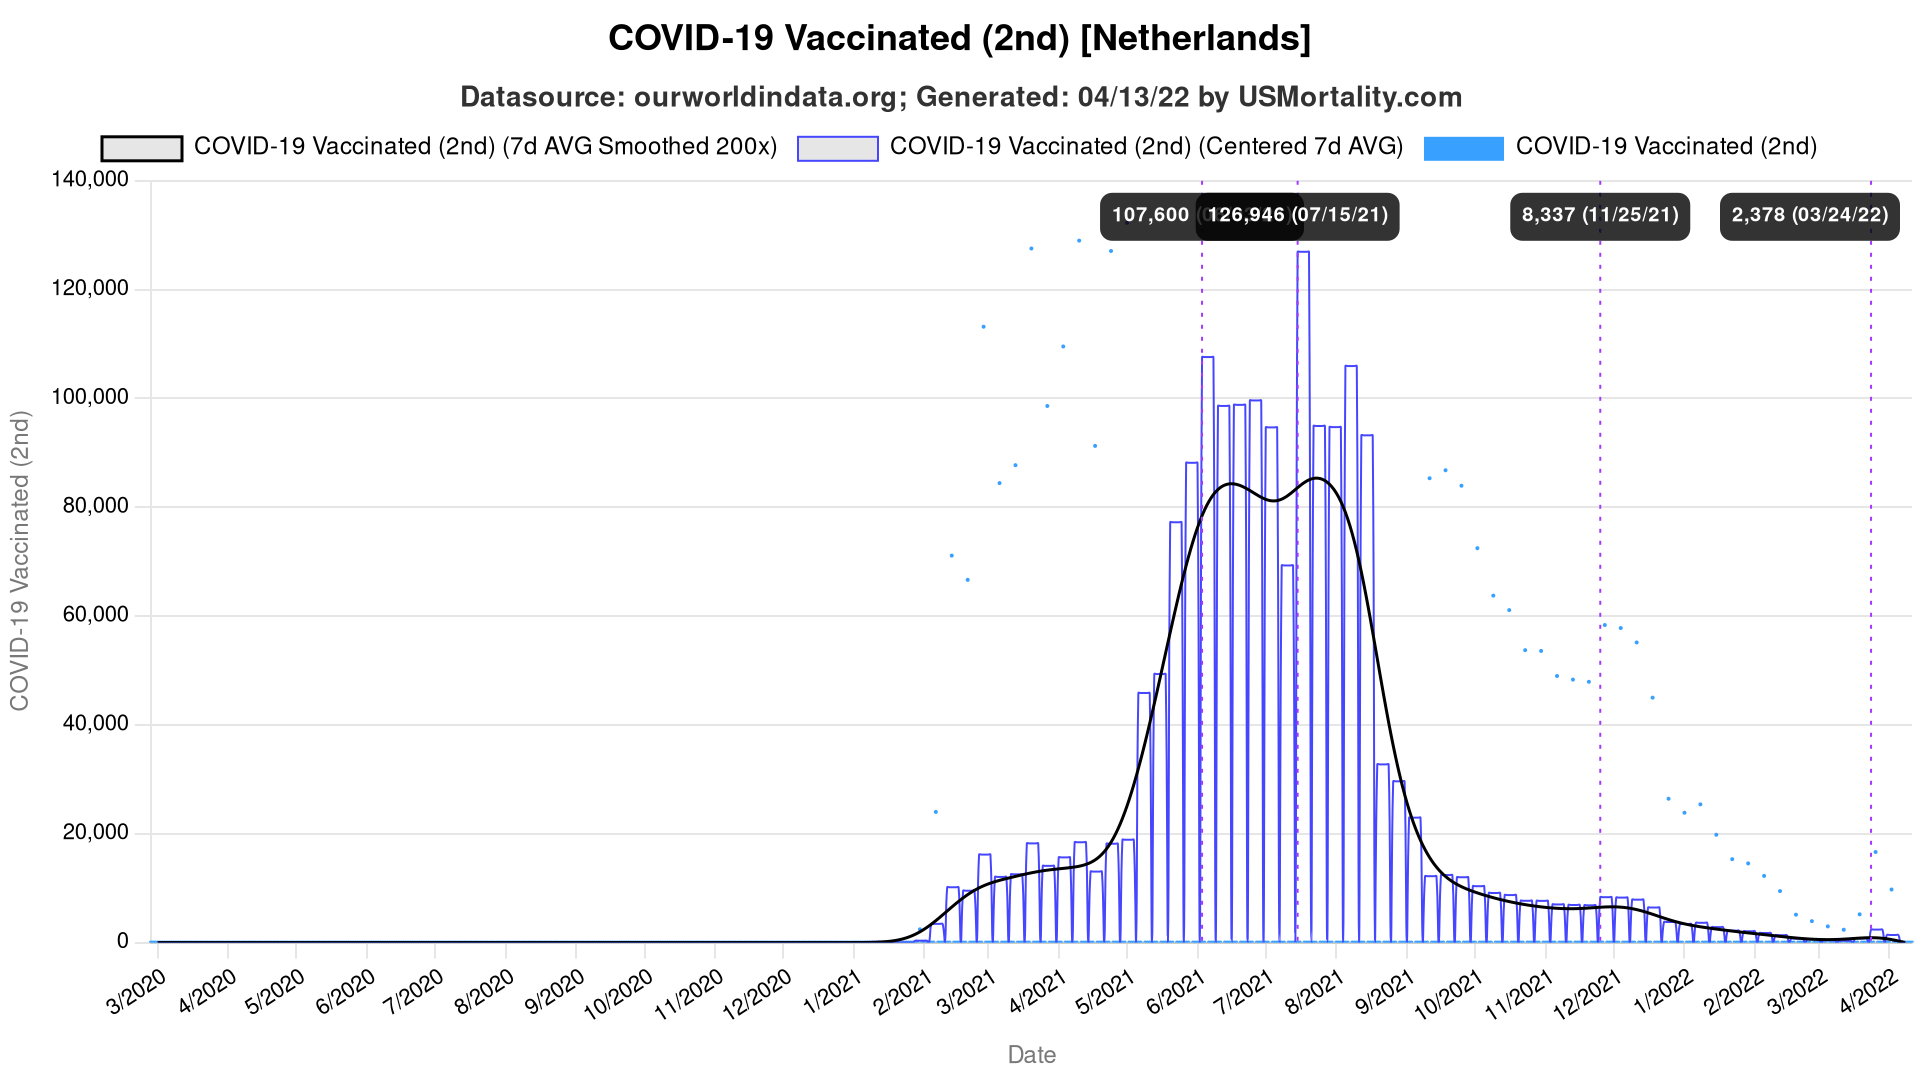 COVID-19 Vaccinated (2nd) [Netherlands]
Datasource: ourworldindata.org; Generated: 04/13/22 by USMortality.com
COVID-19 Vaccinated (2nd) (7d AVG Smoothed 200x) COVID-19 Vaccinated (2nd) (Centered 7d AVG) COVID-19 Vaccinated (2nd)
140,000
107,600 126,946 (07/15/21) 8,337 (11/25/21) 2,378 (03/24/22)
120,000
100,000
80,000
60,000
40,000
20,000
0
COVID-19 Vaccinated (2nd)
3/2020 4/2020 5/2020 6/2020 7/2020 8/2020 9/2020 10/2020 11/2020 12/2020 1/2021 2/2021 3/2021 4/2021 5/2021 6/2021 7/2021 8/2021 9/2021 10/2021 11/2021 12/2021 1/2022 2/2022 3/2022 4/2022
Date